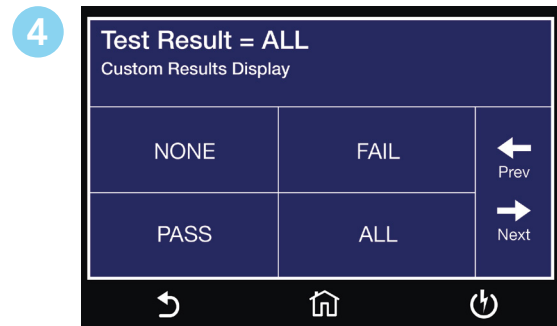 4
Test Result = ALL
Custom Results Display
NONE
FAIL
Prev
PASS
ALL
Next